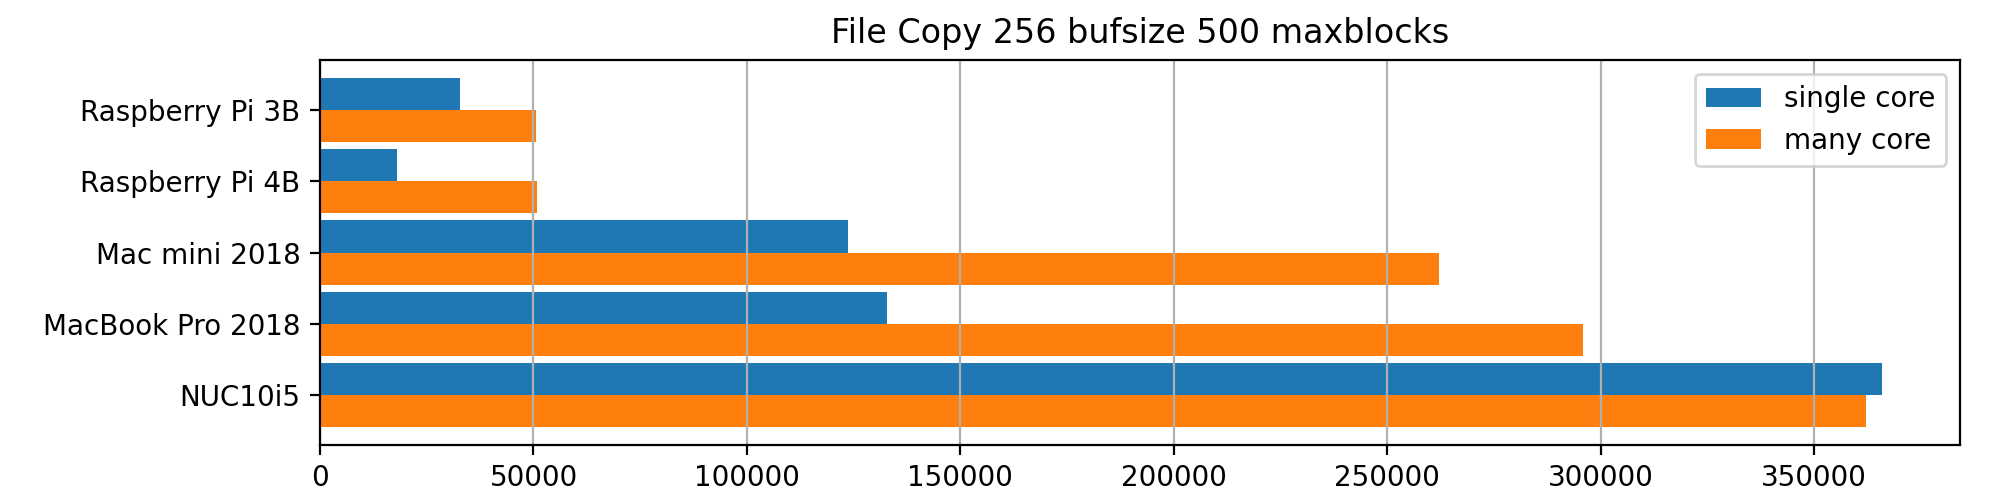 File Copy 256 bufsize 500 maxblocks
single core
many core
Raspberry Pi 3B
Raspberry Pi 4B
Mac mini 2018
MacBook Pro 2018
NUC10i5
0 50000 100000 150000 200000 250000 300000 350000